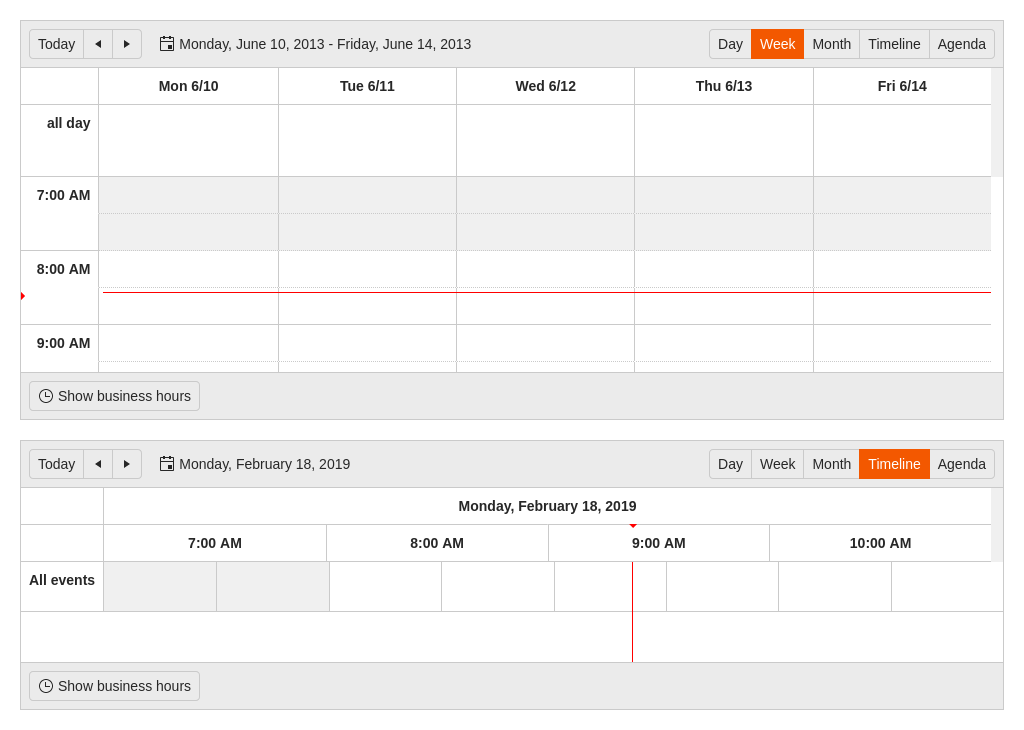 Today Monday, June 10, 2013 - Friday, June 14, 2013 Day Week Month Timeline Agenda
Mon 6/10 Tue 6/11 Wed 6/12 Thu 6/13 Fri 6/14
all day
7:00 AM
8:00 AM
9:00 AM
Show business hours
Today Monday, February 18, 2019 Day Week Month Timeline Agenda
Monday, February 18, 2019
7:00 AM 8:00 AM 9:00 AM 10:00 AM
All events
Show business hours